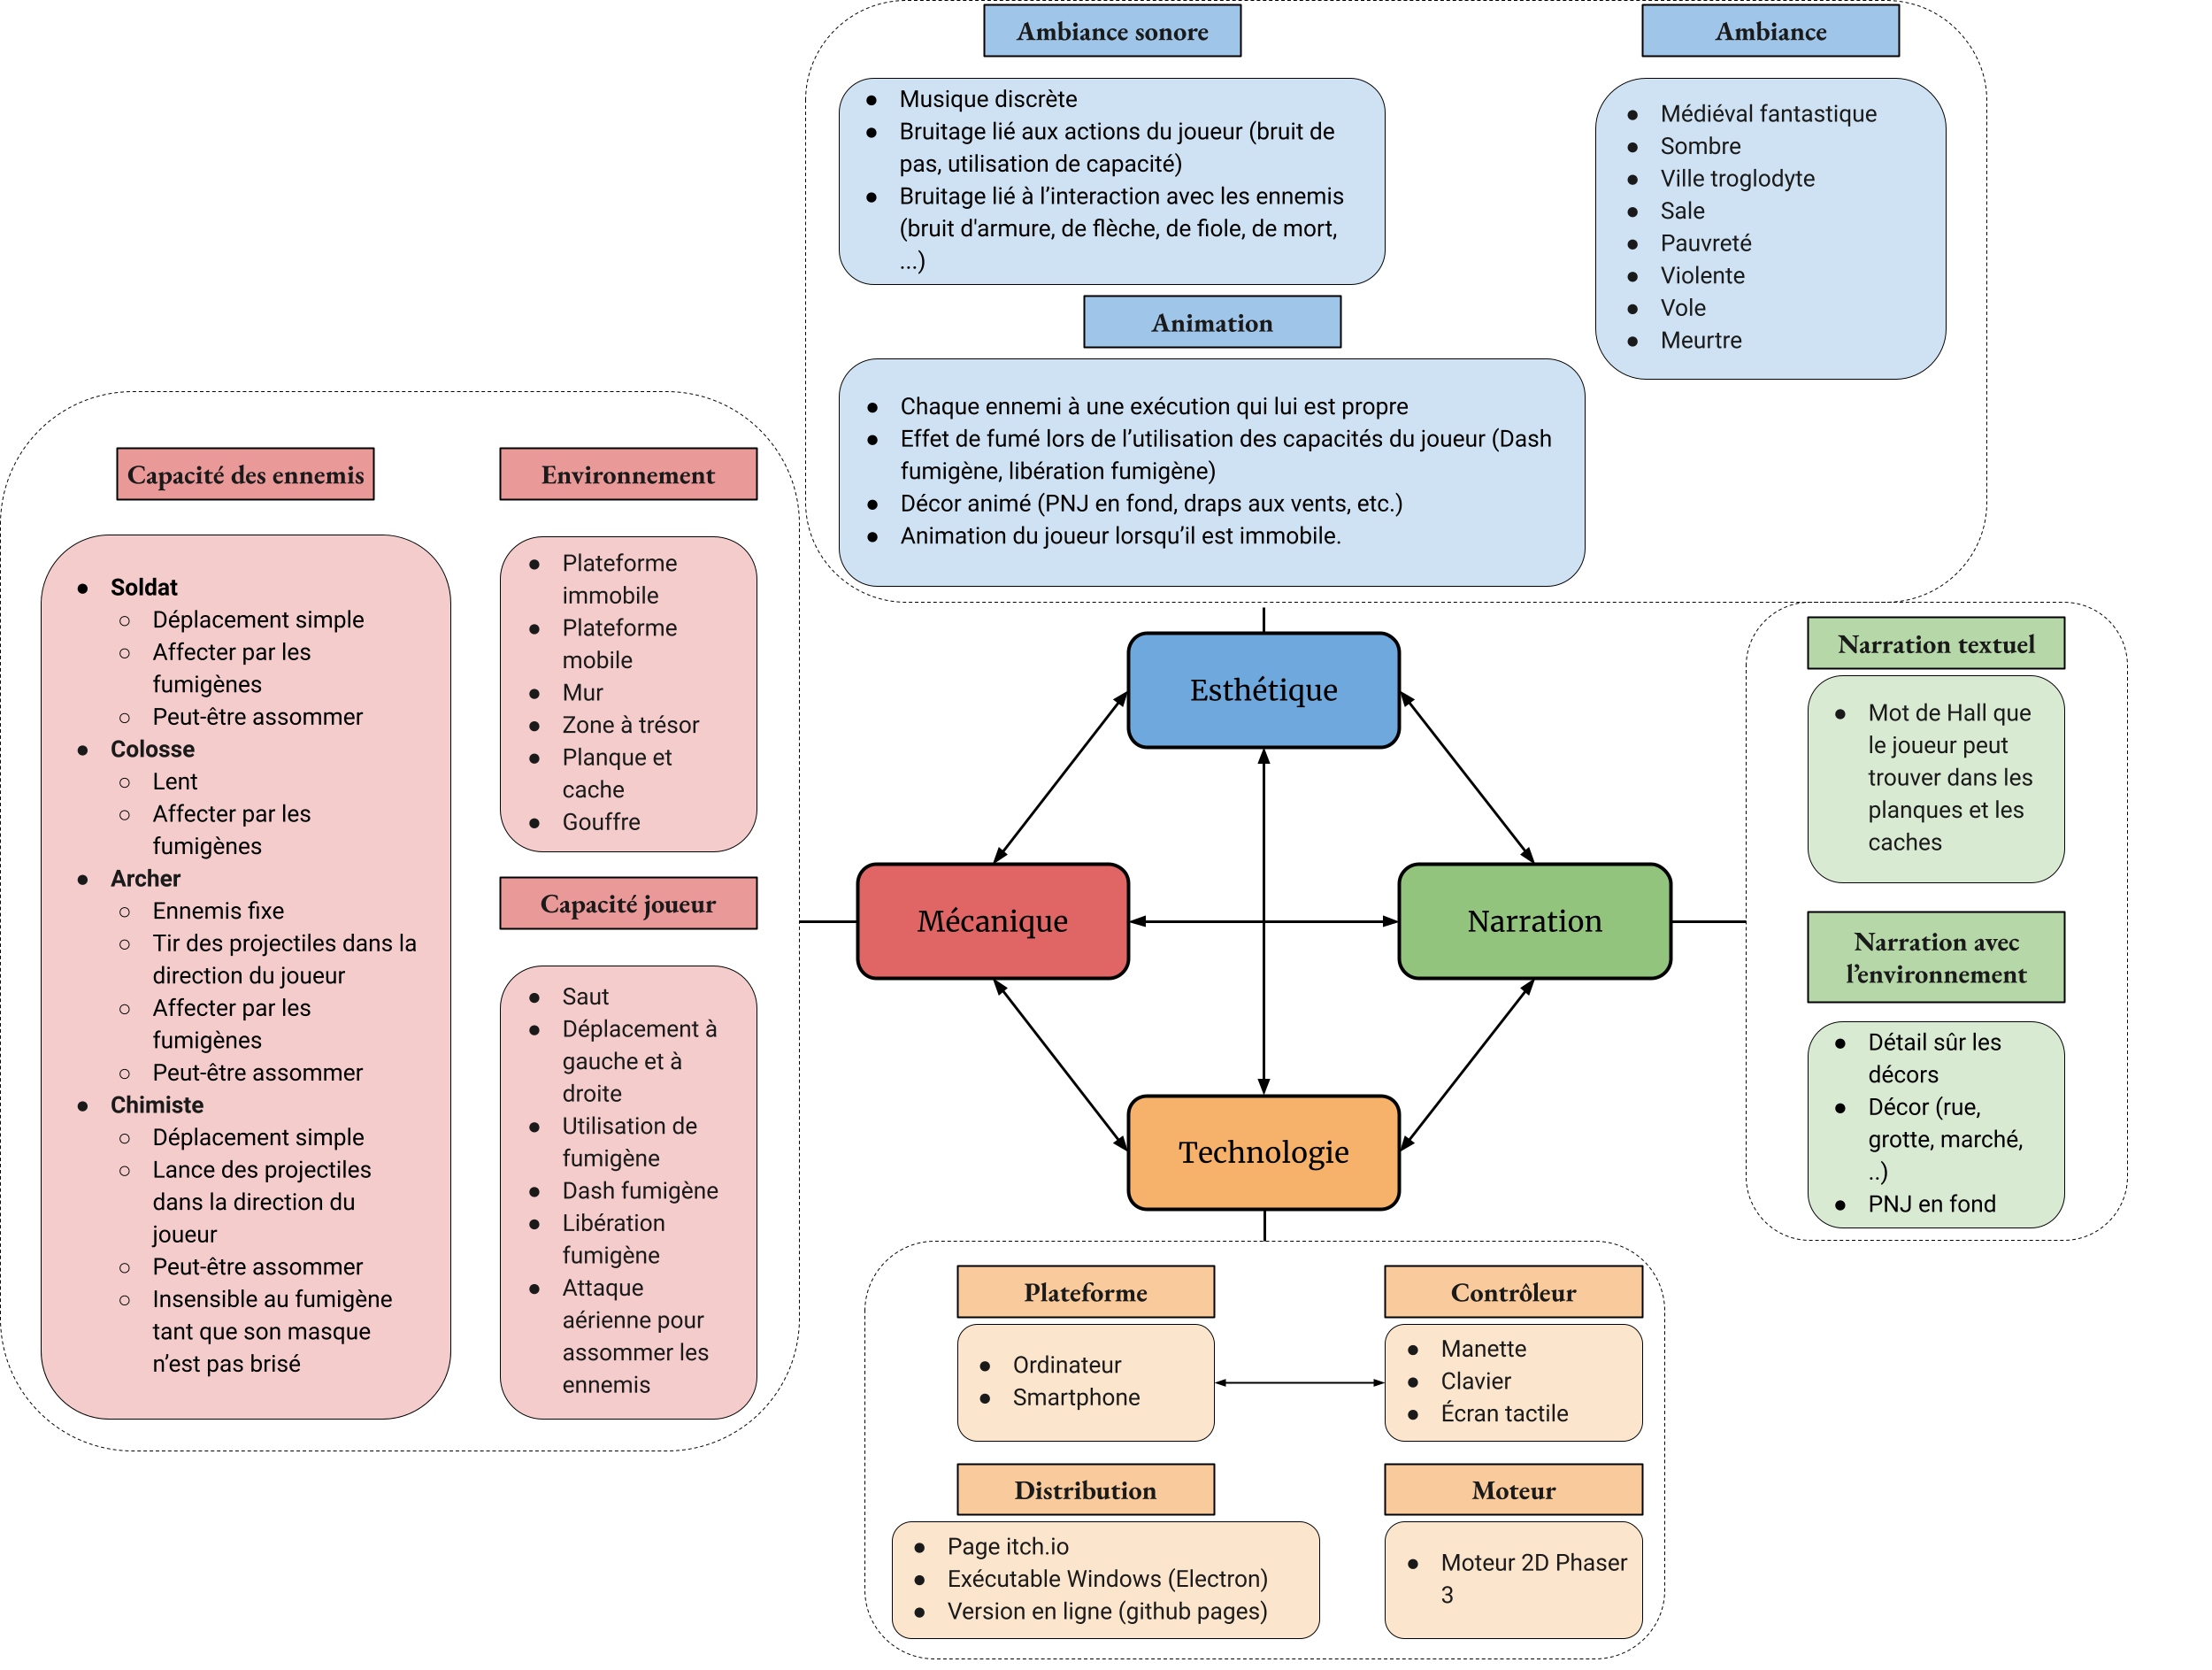 Ambiance sonore
● Musique discrète
● Bruitage lié aux actions du joueur (bruit de
pas, utilisation de capacité)
● Bruitage lié à l’interaction avec les ennemis
(bruit d'armure, de flèche, de fiole, de mort,
...)
Ambiance
● Médiéval fantastique
● Sombre
● Ville troglodyte
● Sale
● Pauvreté
● Violente
● Vole
● Meurtre
Animation
● Chaque ennemi à une exécution qui lui est propre
● Effet de fumé lors de l’utilisation des capacités du joueur (Dash
fumigène, libération fumigène)
● Décor animé (PNJ en fond, draps aux vents, etc.)
● Animation du joueur lorsqu’il est immobile.
Capacité des ennemis
● Soldat
○ Déplacement simple
○ Affecter par les
fumigènes
○ Peut-être assommer
● Colosse
○ Lent
○ Affecter par les
fumigènes
● Archer
○ Ennemis fixe
○ Tir des projectiles dans la
direction du joueur
○ Affecter par les
fumigènes
○ Peut-être assommer
● Chimiste
○ Déplacement simple
○ Lance des projectiles
dans la direction du
joueur
○ Peut-être assommer
○ Insensible au fumigène
tant que son masque
n’est pas brisé
Environnement
● Plateforme
immobile
● Plateforme
mobile
● Mur
● Zone à trésor
● Planque et
cache
● Gouffre
Capacité joueur
● Saut
● Déplacement à
gauche et à
droite
● Utilisation de
fumigène
● Dash fumigène
● Libération
fumigène
● Attaque
aérienne pour
assommer les
ennemis
Esthétique
Mécanique
Narration
Technologie
Narration textuel
● Mot de Hall que
le joueur peut
trouver dans les
planques et les
caches
Narration avec
l’environnement
● Détail sûr les
décors
● Décor (rue,
grotte, marché,
..)
● PNJ en fond
Plateforme
● Ordinateur
● Smartphone
Contrôleur
● Manette
● Clavier
● Écran tactile
Distribution
● Page itch.io
● Exécutable Windows (Electron)
● Version en ligne (github pages)
Moteur
● Moteur 2D Phaser
3